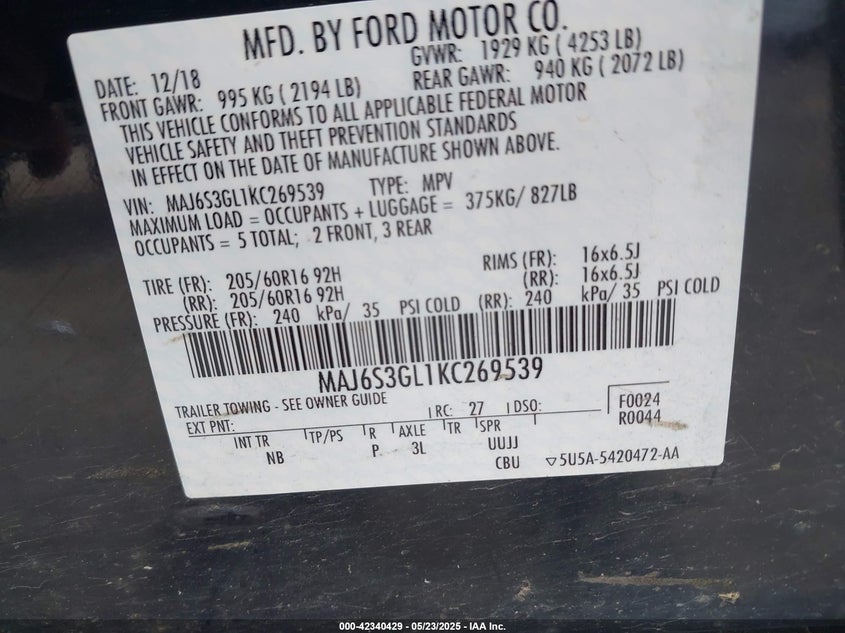 MFD. BY FORD MOTOR CO.
DATE: 12/18 GVWR: 1929 KG ( 4253 LB)
FRONT GAWR: 995 KG ( 2194 LB) REAR GAWR: 940 KG ( 2072 LB)
THIS VEHICLE CONFORMS TO ALL APPLICABLE FEDERAL MOTOR
VEHICLE SAFETY AND THEFT PREVENTION STANDARDS
IN EFFECT ON THE DATE OF MANUFACTURE SHOWN ABOVE.
VIN: MAJ6S3GL1KC269539 TYPE: MPV
MAXIMUM LOAD = OCCUPANTS + LUGGAGE = 375KG/ 827LB
OCCUPANTS = 5 TOTAL; 2 FRONT, 3 REAR
TIRE (FR): 205/60R16 92H RIMS (FR): 16x6.5J
(RR): 205/60R16 92H (RR): 16x6.5J
PRESSURE (FR): 240 kPa/ 35 PSI COLD (RR): 240 kPa/ 35 PSI COLD
MAJ6S3GL1KC269539
TRAILER TOWING - SEE OWNER GUIDE
EXT PNT: RC: 27 DSO: F0024
R0044
INT TR TP/PS R AXLE TR SPR
NB P 3L UUJJ
CBU ▽5U5A-5420472-AA
000-42340429 - 05/23/2025 - IAA Inc.